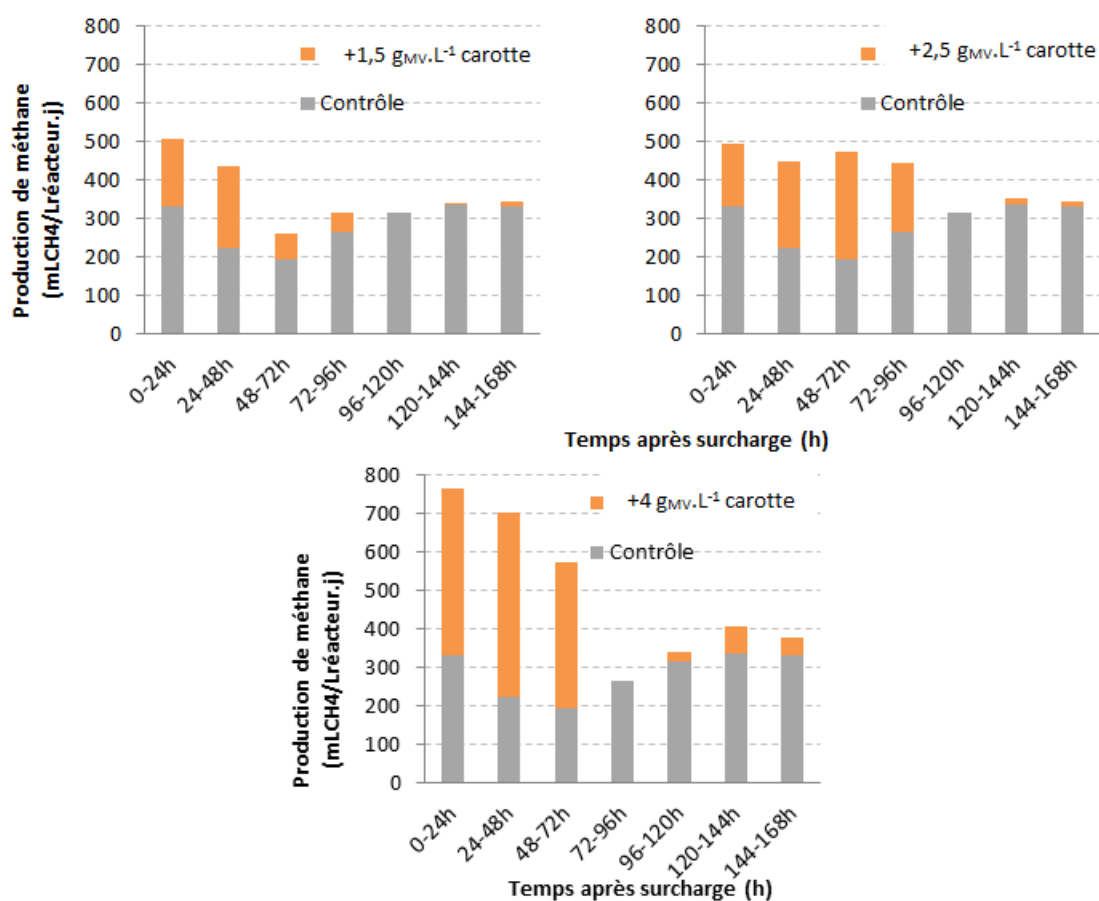 Production de méthane
(mLCH4/Lréacteur.j)
800
700
600
500
400
300
200
100
0
+1,5 gMV.L-1 carotte
Contrôle
0-24h
24-48h
48-72h
72-96h
96-120h
120-144h
144-168h
800
700
600
500
400
300
200
100
0
+2,5 gMV.L-1 carotte
Contrôle
0-24h
24-48h
48-72h
72-96h
96-120h
120-144h
144-168h
Temps après surcharge (h)
Production de méthane
(mLCH4/Lréacteur.j)
800
700
600
500
400
300
200
100
0
+4 gMV.L-1 carotte
Contrôle
0-24h
24-48h
48-72h
72-96h
96-120h
120-144h
144-168h
Temps après surcharge (h)